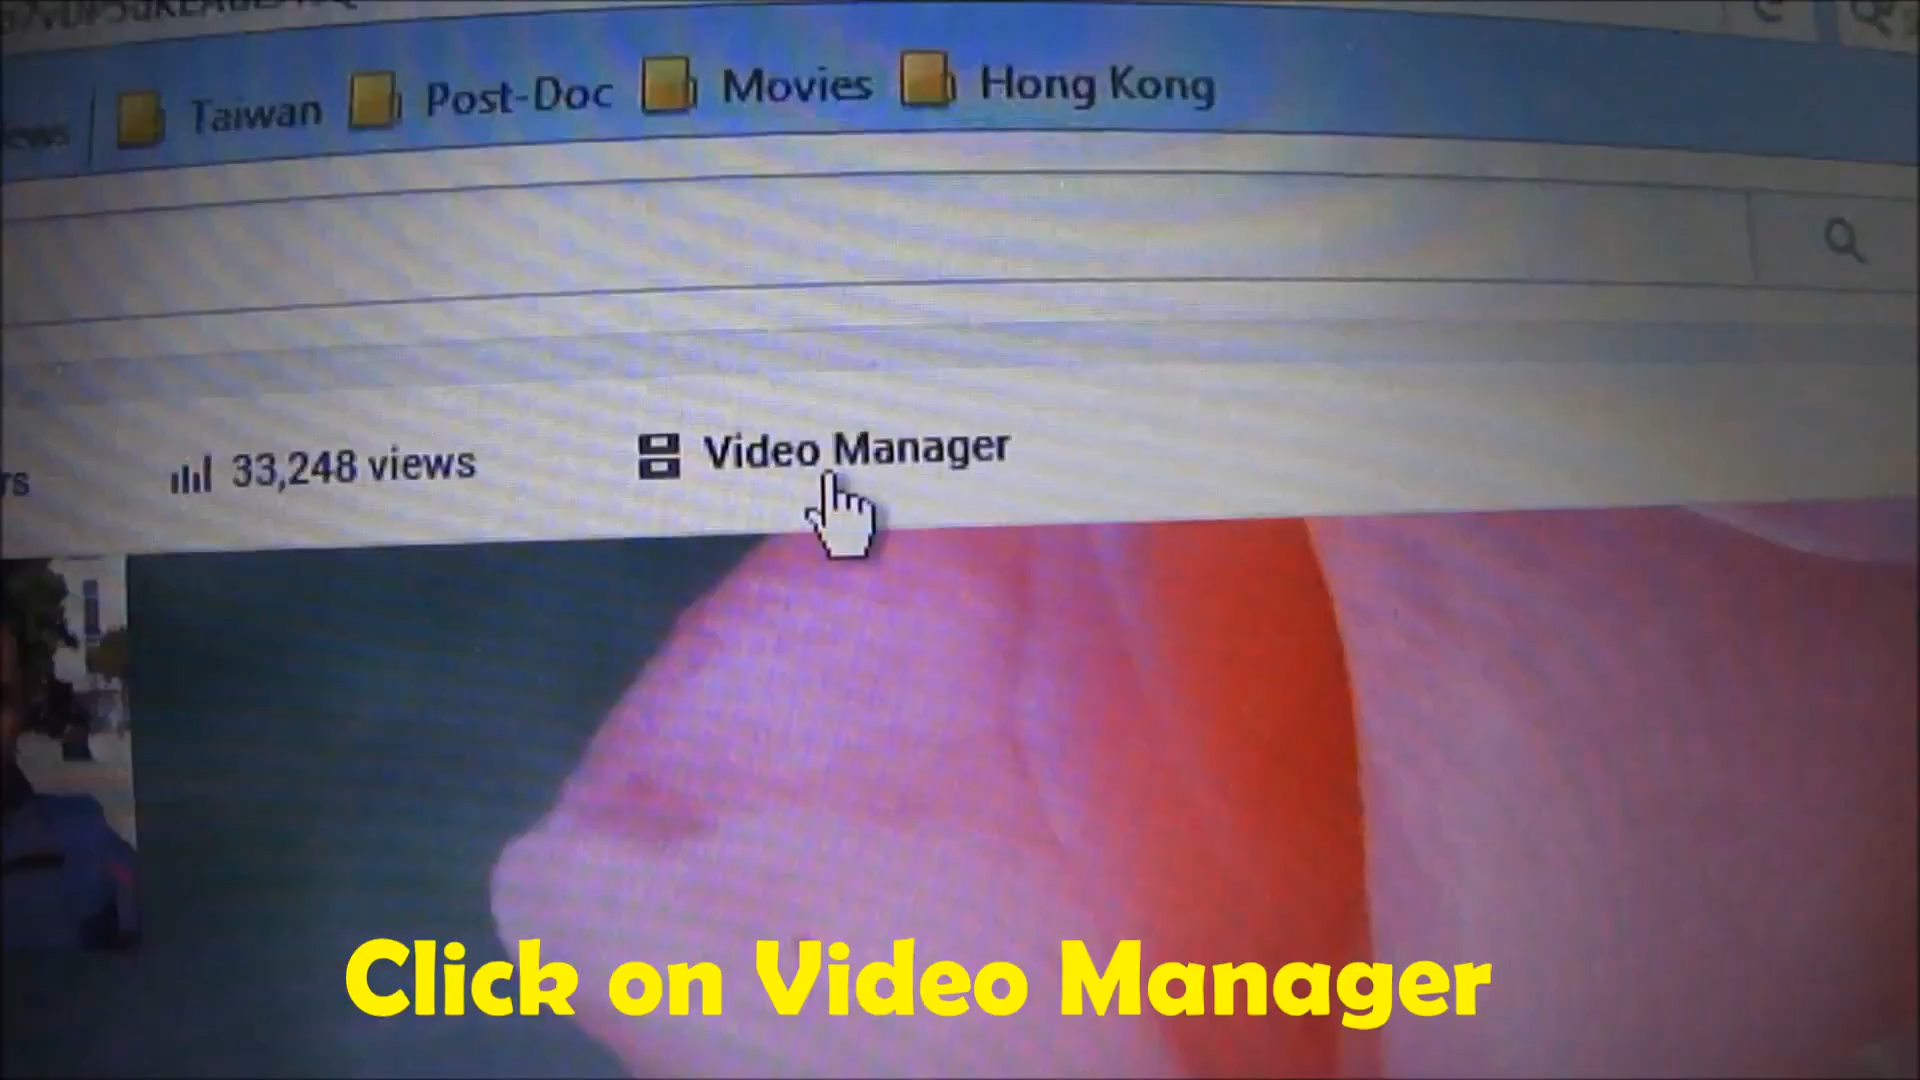 Taiwan Post-Doc Movies Hong Kong
33,248 views Video Manager
Click on Video Manager